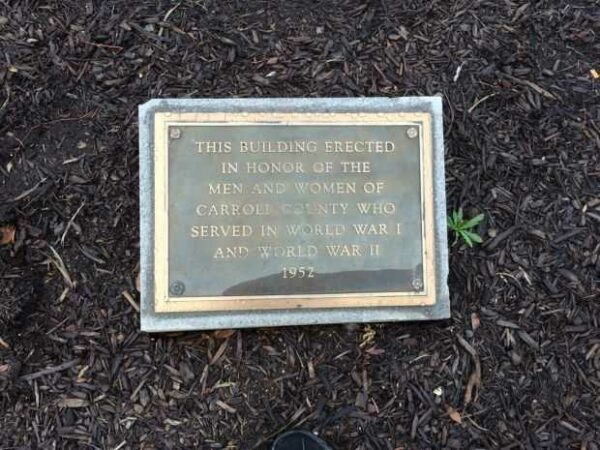 THIS BUILDING ERECTED
IN HONOR OF THE
MEN AND WOMEN OF
CARROLL COUNTY WHO
SERVED IN WORLD WAR I
AND WORLD WAR II
1952